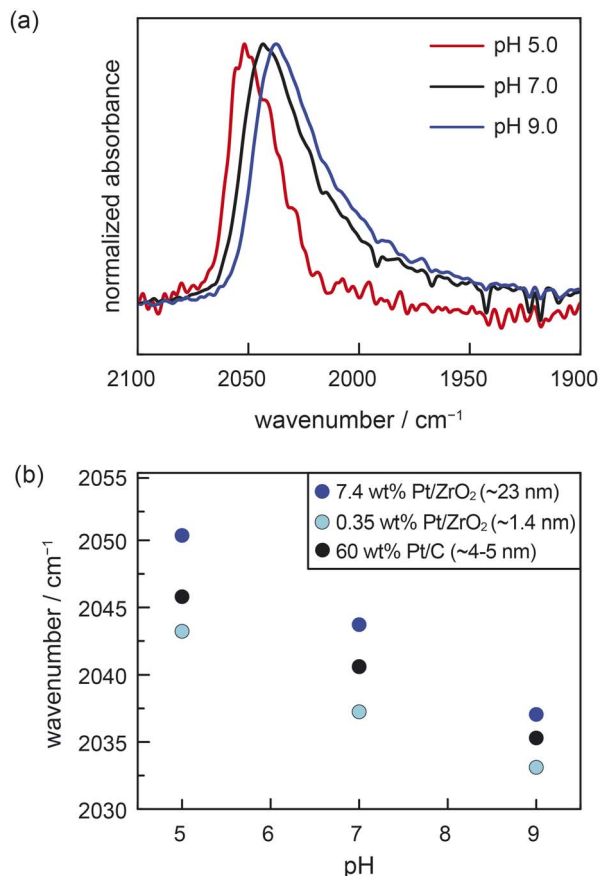 (a)
pH 5.0
pH 7.0
pH 9.0
normalized absorbance
2100 2050 2000 1950 1900
wavenumber / cm⁻¹
(b)
2055
2050
2045
2040
2035
2030
7.4 wt% Pt/ZrO₂ (~23 nm)
0.35 wt% Pt/ZrO₂ (~1.4 nm)
60 wt% Pt/C (~4-5 nm)
wavenumber / cm⁻¹
5 6 7 8 9
pH